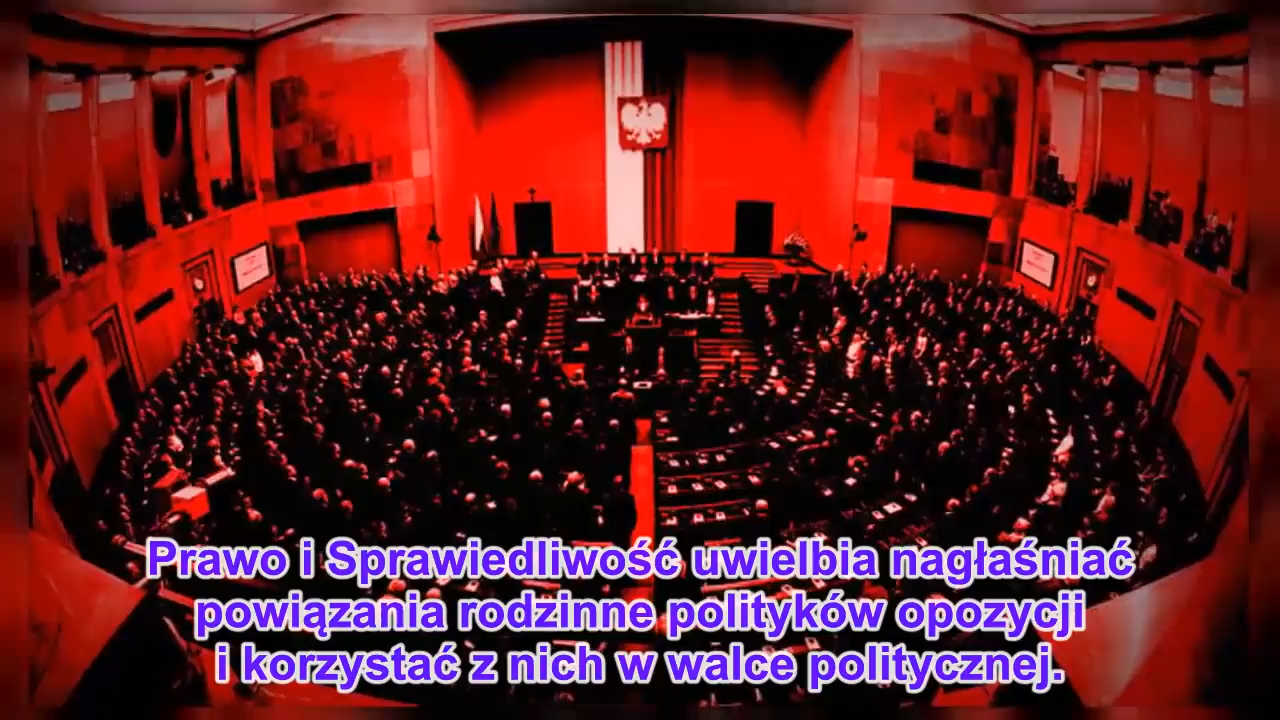 Prawo i Sprawiedliwość uwielbia nagłaśniać
powiązania rodzinne polityków opozycji
i korzystać z nich w walce politycznej.